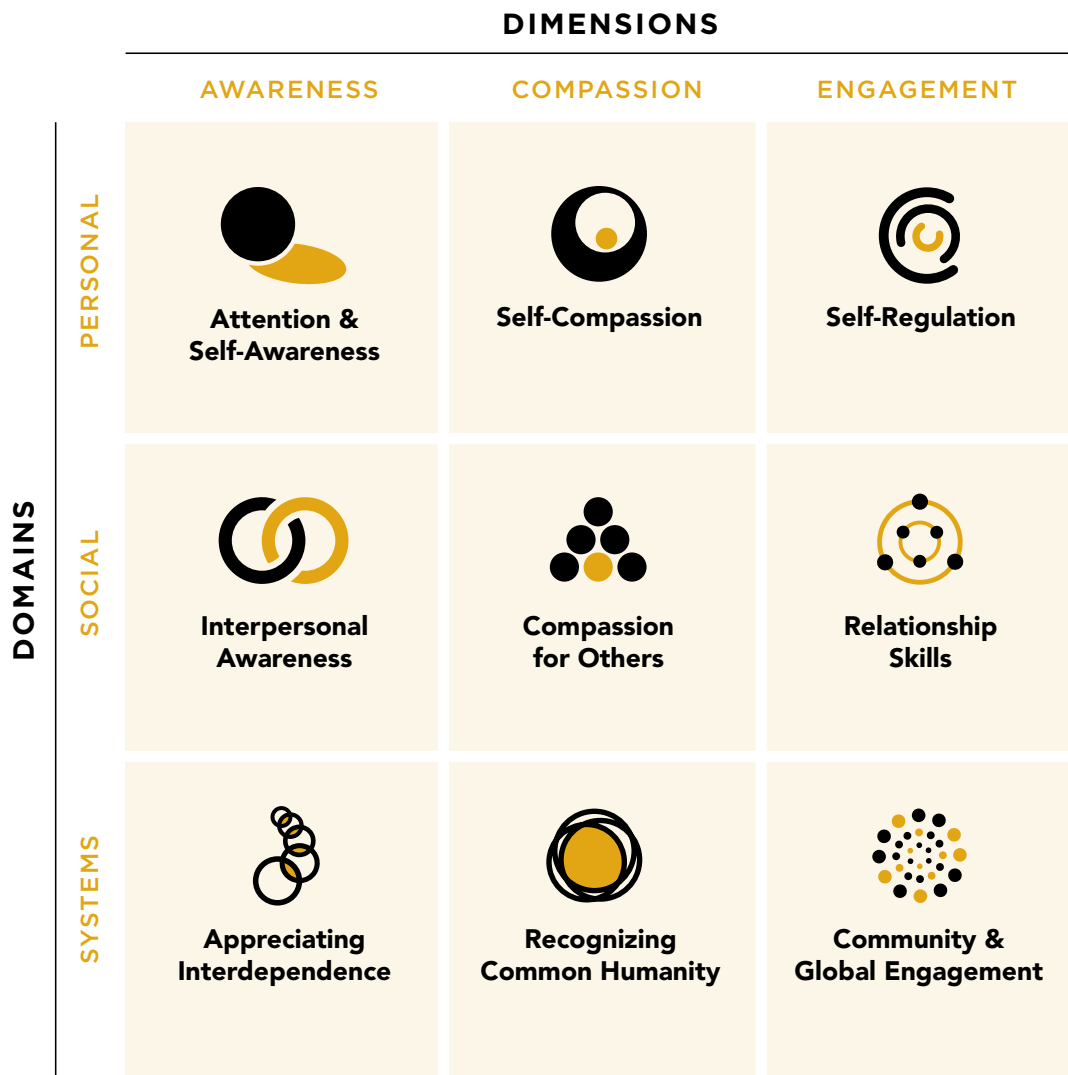 DIMENSIONS
AWARENESS
COMPASSION
ENGAGEMENT
DOMAINS
PERSONAL
Attention &
Self-Awareness
Self-Compassion
Self-Regulation
SOCIAL
Interpersonal
Awareness
Compassion
for Others
Relationship
Skills
SYSTEMS
Appreciating
Interdependence
Recognizing
Common Humanity
Community &
Global Engagement